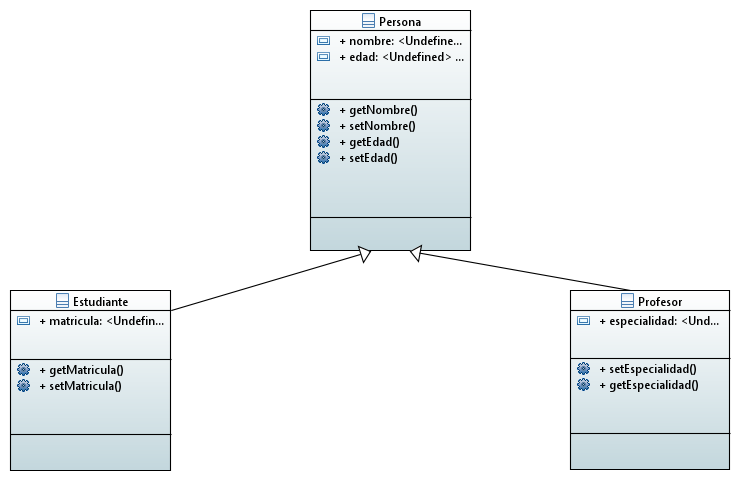 Persona
+ nombre: <Undefine...
+ edad: <Undefined> ...
+ getNombre()
+ setNombre()
+ getEdad()
+ setEdad()
Estudiante
+ matricula: <Undefin...
+ getMatricula()
+ setMatricula()
Profesor
+ especialidad: <Und...
+ setEspecialidad()
+ getEspecialidad()